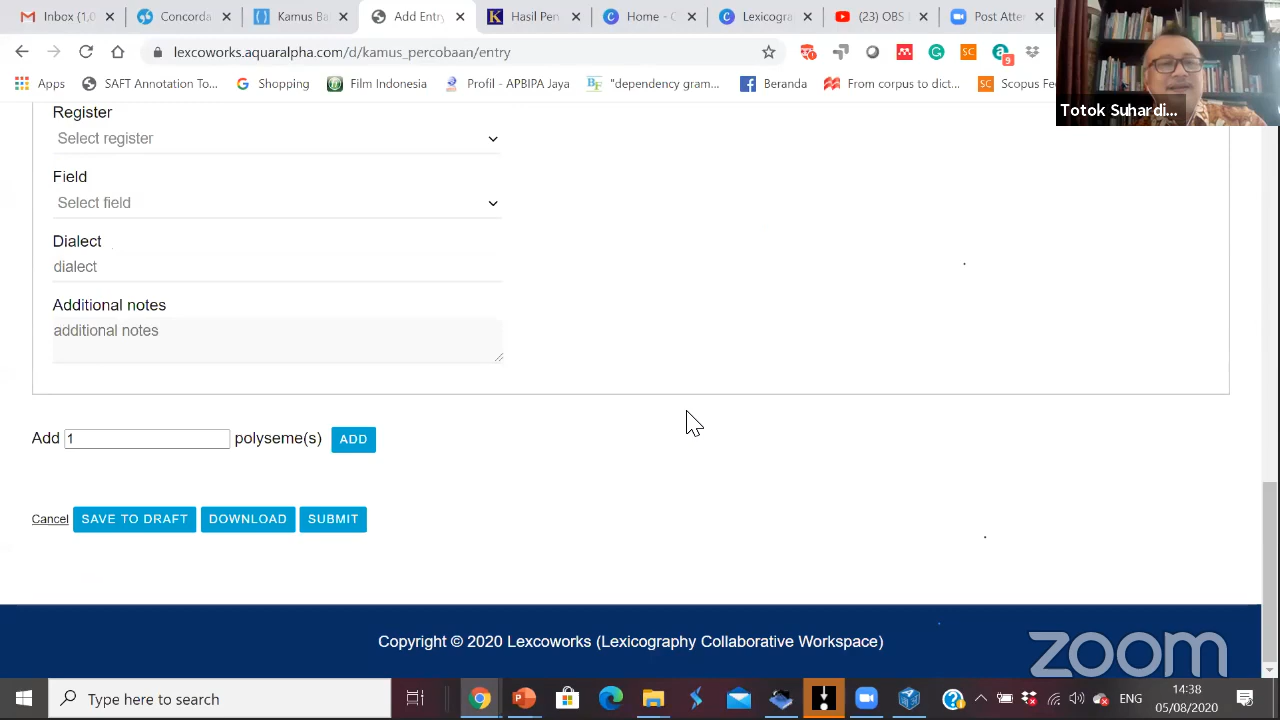 Inbox (1,0
Concorda
Kamus Ba
Add Entry
Hasil Pen
Home - C
Lexicogra
(23) OBS
Post Atter
lexcoworks.aquaralpha.com/d/kamus_percobaan/entry
9
Apps
SAFT Annotation To...
Shopping
Film Indonesia
Profil - APBIPA Jaya
"dependency gram...
Beranda
From corpus to dict...
Scopus Fee
Totok Suhardi...
Register
Select register
Field
Select field
Dialect
dialect
Additional notes
additional notes
Add 1 polyseme(s) ADD
Cancel SAVE TO DRAFT DOWNLOAD SUBMIT
Copyright © 2020 Lexcoworks (Lexicography Collaborative Workspace)
zoom
Type here to search
ENG
14:38
05/08/2020